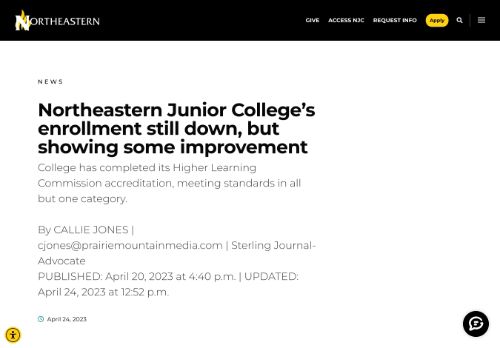 NORTHEASTERN
GIVE ACCESS NJC REQUEST INFO Apply
NEWS
Northeastern Junior College's
enrollment still down, but
showing some improvement
College has completed its Higher Learning
Commission accreditation, meeting standards in all
but one category.
By CALLIE JONES |
cjones@prairiemountainmedia.com | Sterling Journal-
Advocate
PUBLISHED: April 20, 2023 at 4:40 p.m. | UPDATED:
April 24, 2023 at 12:52 p.m.
April 24, 2023